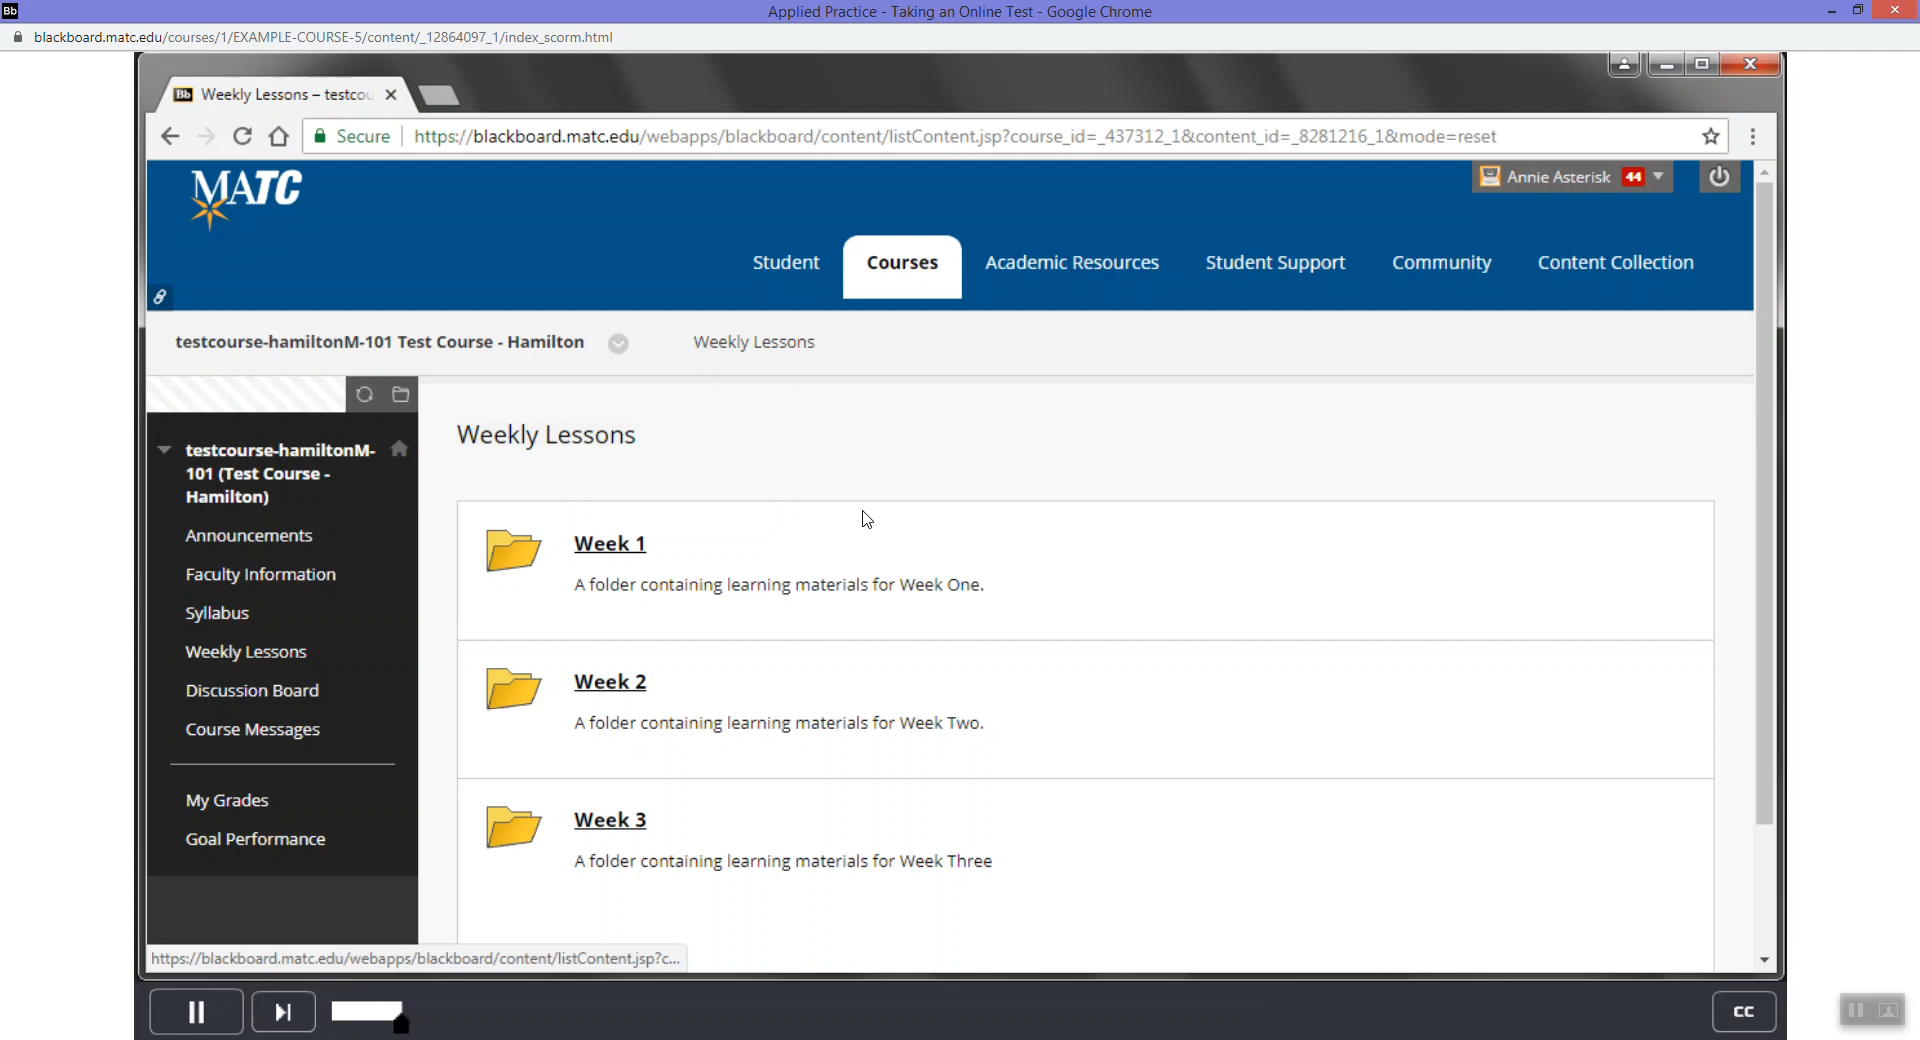 Bb
Applied Practice - Taking an Online Test - Google Chrome
blackboard.matc.edu/courses/1/EXAMPLE-COURSE-5/content/_12864097_1/index_scorm.html
Bb Weekly Lessons – testcou
Secure https://blackboard.matc.edu/webapps/blackboard/content/listContent.jsp?course_id=_437312_1&content_id=_8281216_1&mode=reset
MATC
Annie Asterisk 44
Student Courses Academic Resources Student Support Community Content Collection
testcourse-hamiltonM-101 Test Course - Hamilton Weekly Lessons
testcourse-hamiltonM-
101 (Test Course -
Hamilton)
Announcements
Faculty Information
Syllabus
Weekly Lessons
Discussion Board
Course Messages
My Grades
Goal Performance
Weekly Lessons
Week 1
A folder containing learning materials for Week One.
Week 2
A folder containing learning materials for Week Two.
Week 3
A folder containing learning materials for Week Three
https://blackboard.matc.edu/webapps/blackboard/content/listContent.jsp?c...
CC